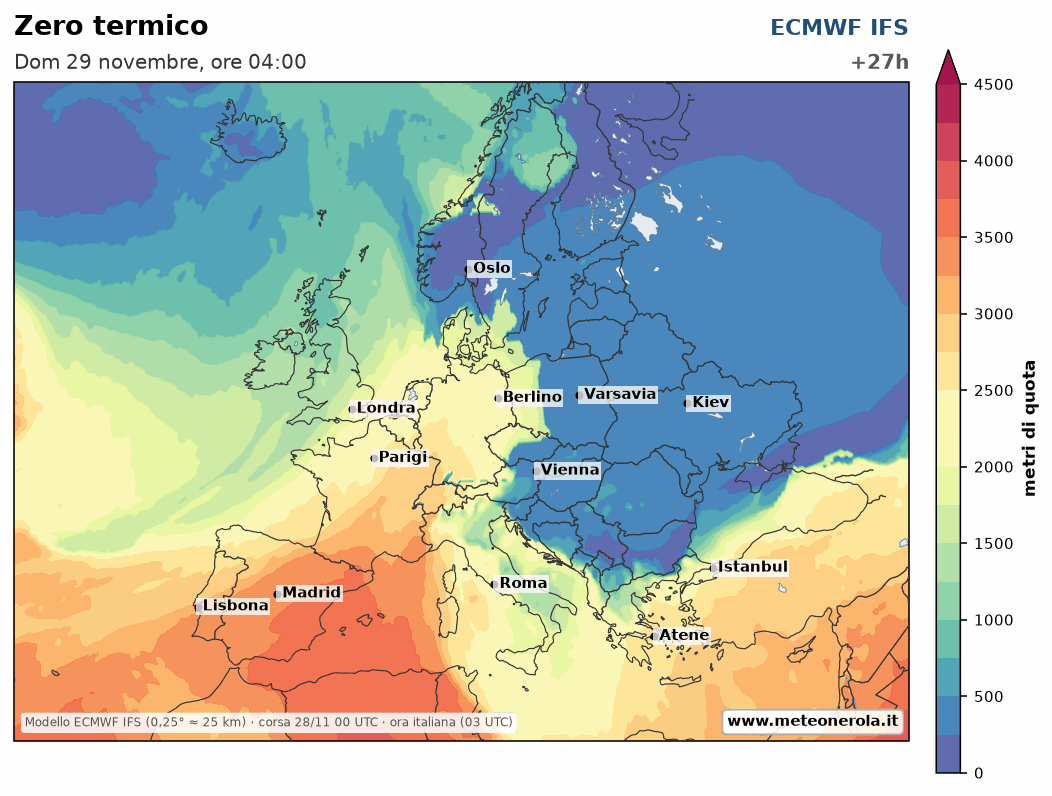 Zero termico
ECMWF IFS
Dom 29 novembre, ore 04:00
+27h
Oslo
Londra
Berlino
Varsavia
Kiev
Parigi
Vienna
Lisbona
Madrid
Roma
Istanbul
Atene
Modello ECMWF IFS (0,25° ≈ 25 km) · corsa 28/11 00 UTC · ora italiana (03 UTC)
www.meteonerola.it
4500
4000
3500
3000
2500
2000
1500
1000
500
0
metri di quota